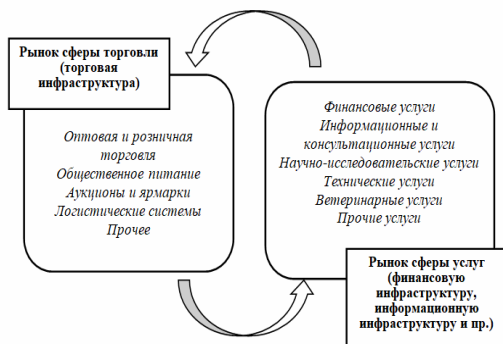 Рынок сферы торговли
(торговая
инфраструктура)
Оптовая и розничная
торговля
Общественное питание
Аукционы и ярмарки
Логистические системы
Прочее
Финансовые услуги
Информационные и
консультационные услуги
Научно-исследовательские услуги
Технические услуги
Ветеринарные услуги
Прочие услуги
Рынок сферы услуг
(финансовую
инфраструктуру,
информационную
инфраструктуру и пр.)